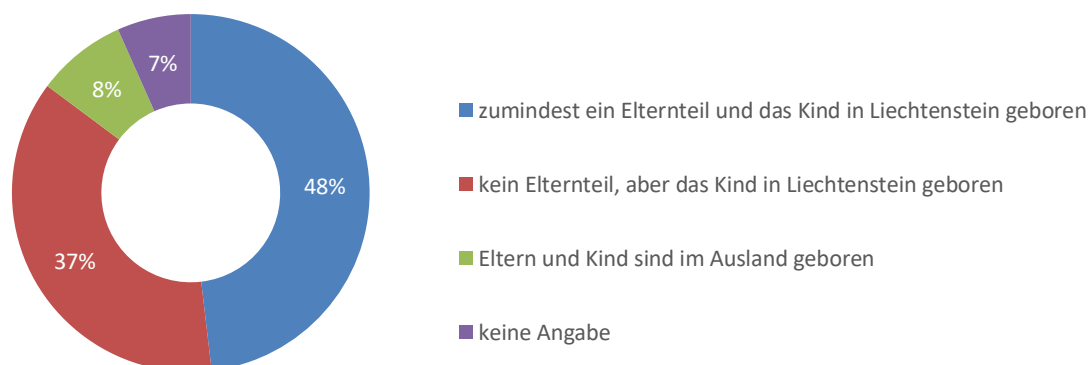 7%
8%
48%
37%
zumindest ein Elternteil und das Kind in Liechtenstein geboren
kein Elternteil, aber das Kind in Liechtenstein geboren
Eltern und Kind sind im Ausland geboren
keine Angabe